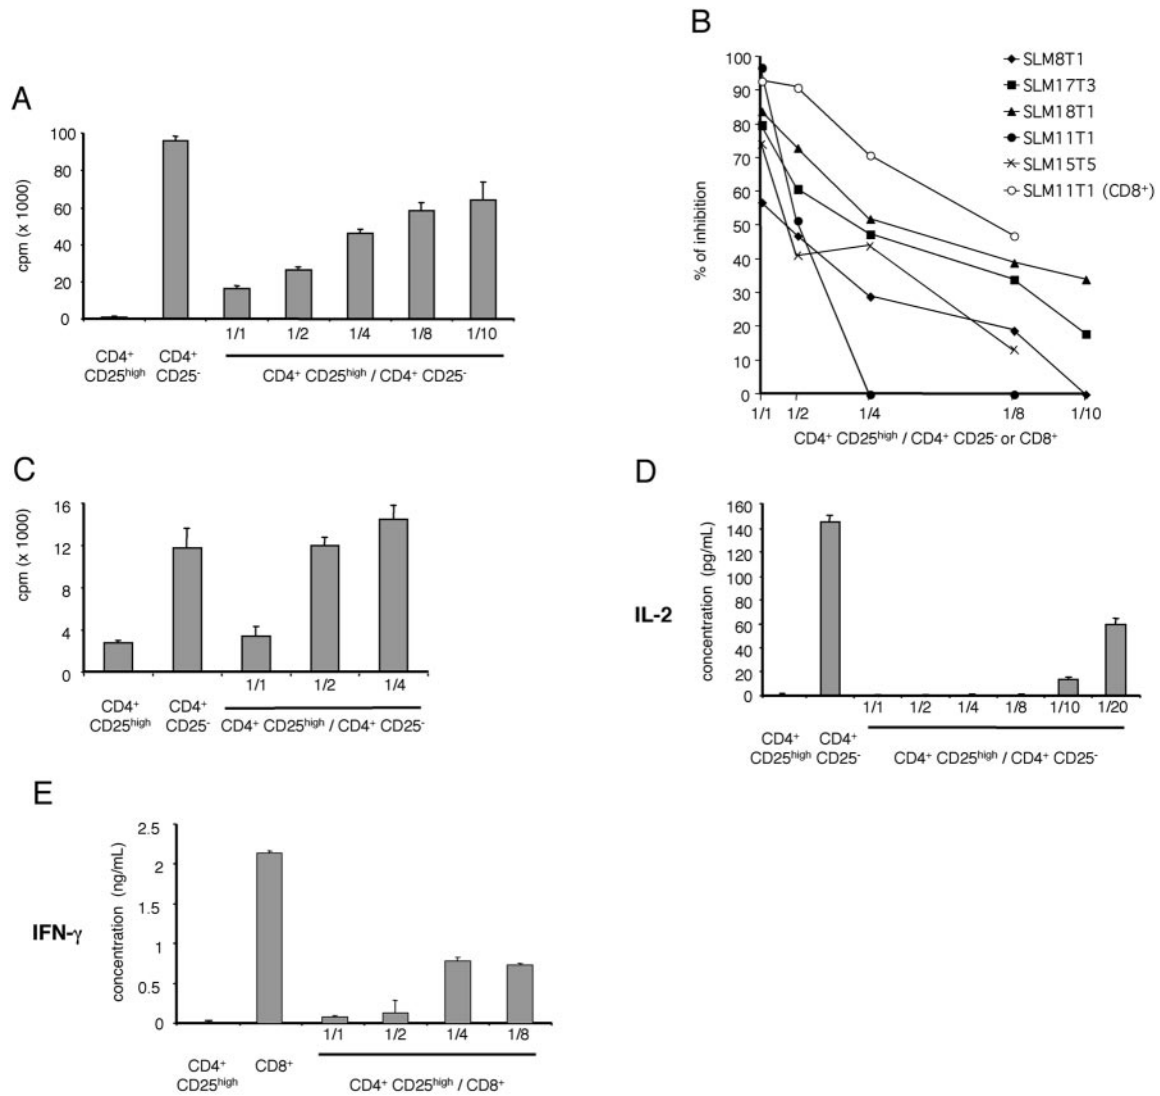 A
cpm (x 1000)
100
80
60
40
20
0
1/1 1/2 1/4 1/8 1/10
CD4⁺ CD25ʰⁱᵍʰ
CD4⁺ CD25⁻
CD4⁺ CD25ʰⁱᵍʰ / CD4⁺ CD25⁻
B
% of inhibition
100
90
80
70
60
50
40
30
20
10
0
1/1 1/2 1/4 1/8 1/10
CD4⁺ CD25ʰⁱᵍʰ / CD4⁺ CD25⁻ or CD8⁺
SLM8T1
SLM17T3
SLM18T1
SLM11T1
SLM15T5
SLM11T1 (CD8⁺)
C
cpm (x 1000)
16
12
8
4
0
1/1 1/2 1/4
CD4⁺ CD25ʰⁱᵍʰ
CD4⁺ CD25⁻
CD4⁺ CD25ʰⁱᵍʰ / CD4⁺ CD25⁻
D
IL-2
concentration (pg/mL)
160
140
120
100
80
60
40
20
0
1/1 1/2 1/4 1/8 1/10 1/20
CD4⁺ CD25ʰⁱᵍʰ
CD4⁺ CD25⁻
CD4⁺ CD25ʰⁱᵍʰ / CD4⁺ CD25⁻
E
IFN-γ
concentration (ng/mL)
2.5
2
1.5
1
0.5
0
1/1 1/2 1/4 1/8
CD4⁺ CD25ʰⁱᵍʰ
CD8⁺
CD4⁺ CD25ʰⁱᵍʰ / CD8⁺